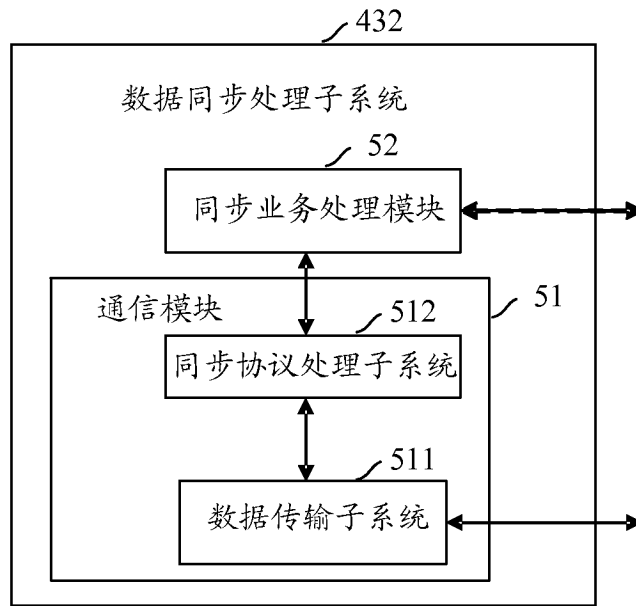 432
数据同步处理子系统
52
同步业务处理模块
51
通信模块
512
同步协议处理子系统
511
数据传输子系统